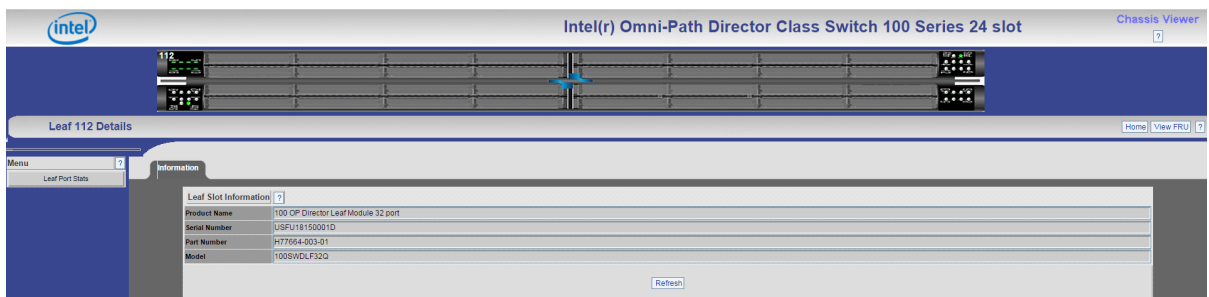 intel
Intel(r) Omni-Path Director Class Switch 100 Series 24 slot
Chassis Viewer
?
112
Leaf 112 Details
Home View FRU ?
Menu ?
Leaf Port Stats
Information
Leaf Slot Information ?
Product Name 100 OP Director Leaf Module 32 port
Serial Number USFU18150001D
Part Number H77664-003-01
Model 100SWDLF32Q
Refresh